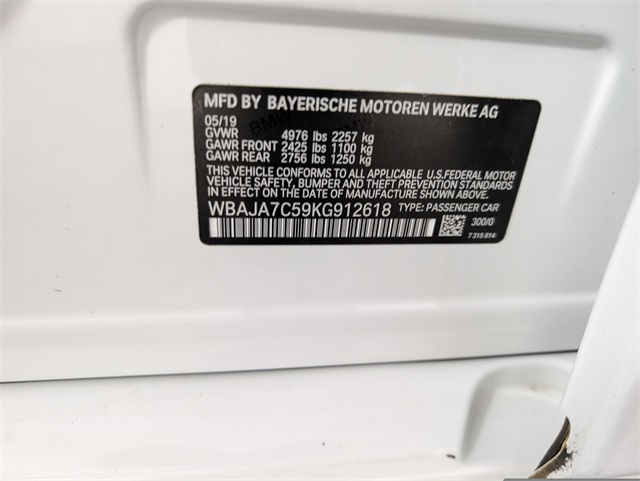 MFD BY BAYERISCHE MOTOREN WERKE AG
05/19
GVWR 4976 lbs 2257 kg
GAWR FRONT 2425 lbs 1100 kg
GAWR REAR 2756 lbs 1250 kg
THIS VEHICLE CONFORMS TO ALL APPLICABLE U.S.FEDERAL MOTOR
VEHICLE SAFETY, BUMPER, AND THEFT PREVENTION STANDARDS IN
EFFECT ON THE DATE OF MANUFACTURE SHOWN ABOVE.
WBAJA7C59KG912618 TYPE: PASSENGER CAR
300/0
7315814